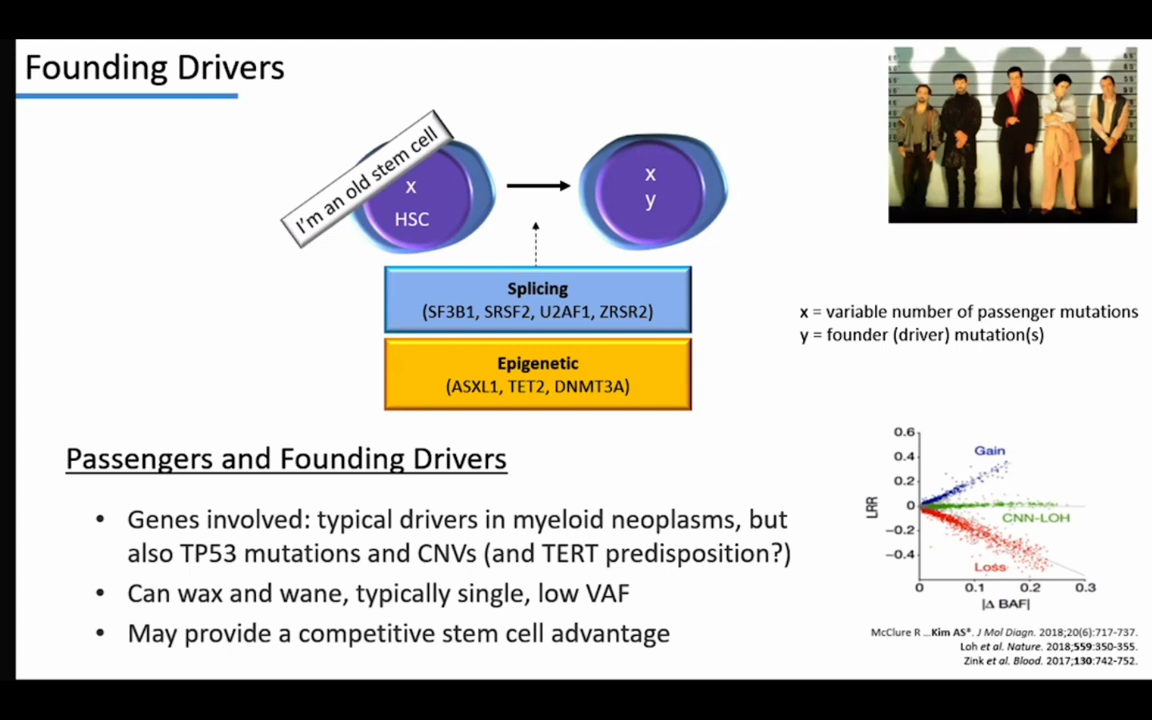 Founding Drivers
I'm an old stem cell
x
HSC
x
y
Splicing
(SF3B1, SRSF2, U2AF1, ZRSR2)
Epigenetic
(ASXL1, TET2, DNMT3A)
x = variable number of passenger mutations
y = founder (driver) mutation(s)
Passengers and Founding Drivers
• Genes involved: typical drivers in myeloid neoplasms, but
also TP53 mutations and CNVs (and TERT predisposition?)
• Can wax and wane, typically single, low VAF
• May provide a competitive stem cell advantage
0.6
0.4
0.2
0
−0.2
−0.4
LRR
Gain
CNN-LOH
Loss
0 0.1 0.2 0.3
|Δ BAF|
McClure R ...Kim AS*. J Mol Diagn. 2018;20(6):717-737.
Loh et al. Nature. 2018;559:350-355.
Zink et al. Blood. 2017;130:742-752.